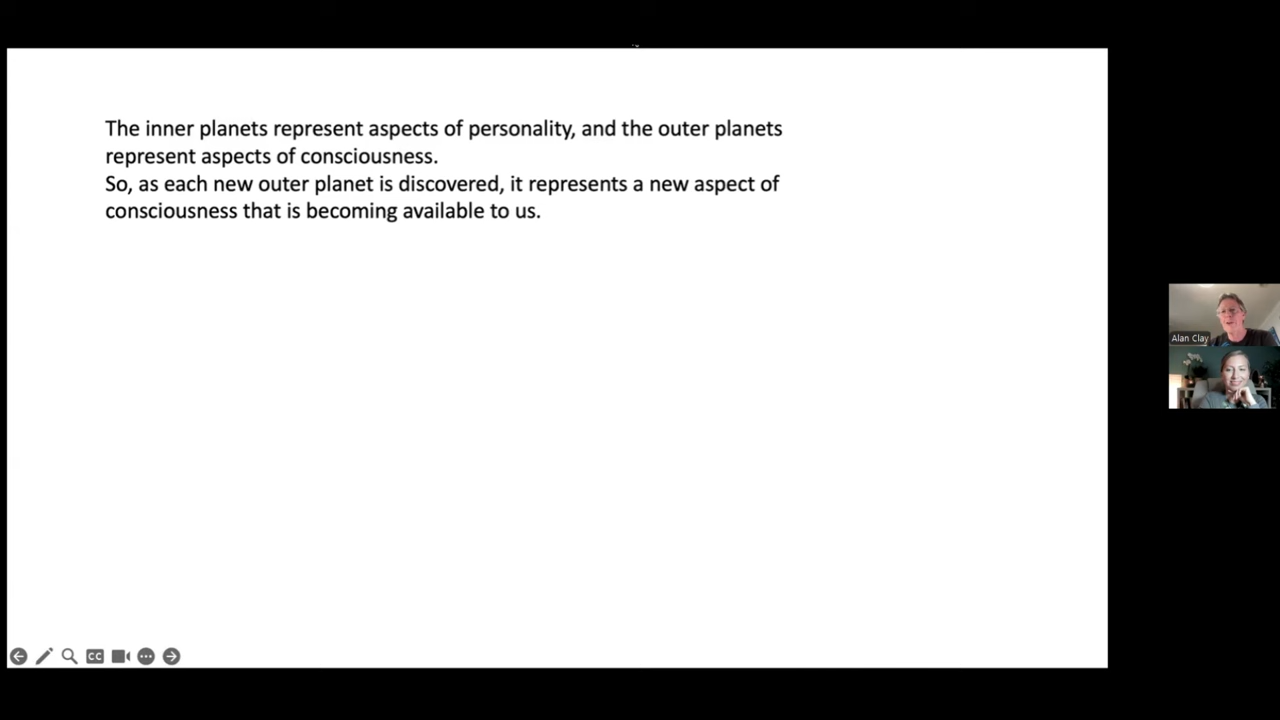 The inner planets represent aspects of personality, and the outer planets
represent aspects of consciousness.
So, as each new outer planet is discovered, it represents a new aspect of
consciousness that is becoming available to us.
Alan Clay
CC